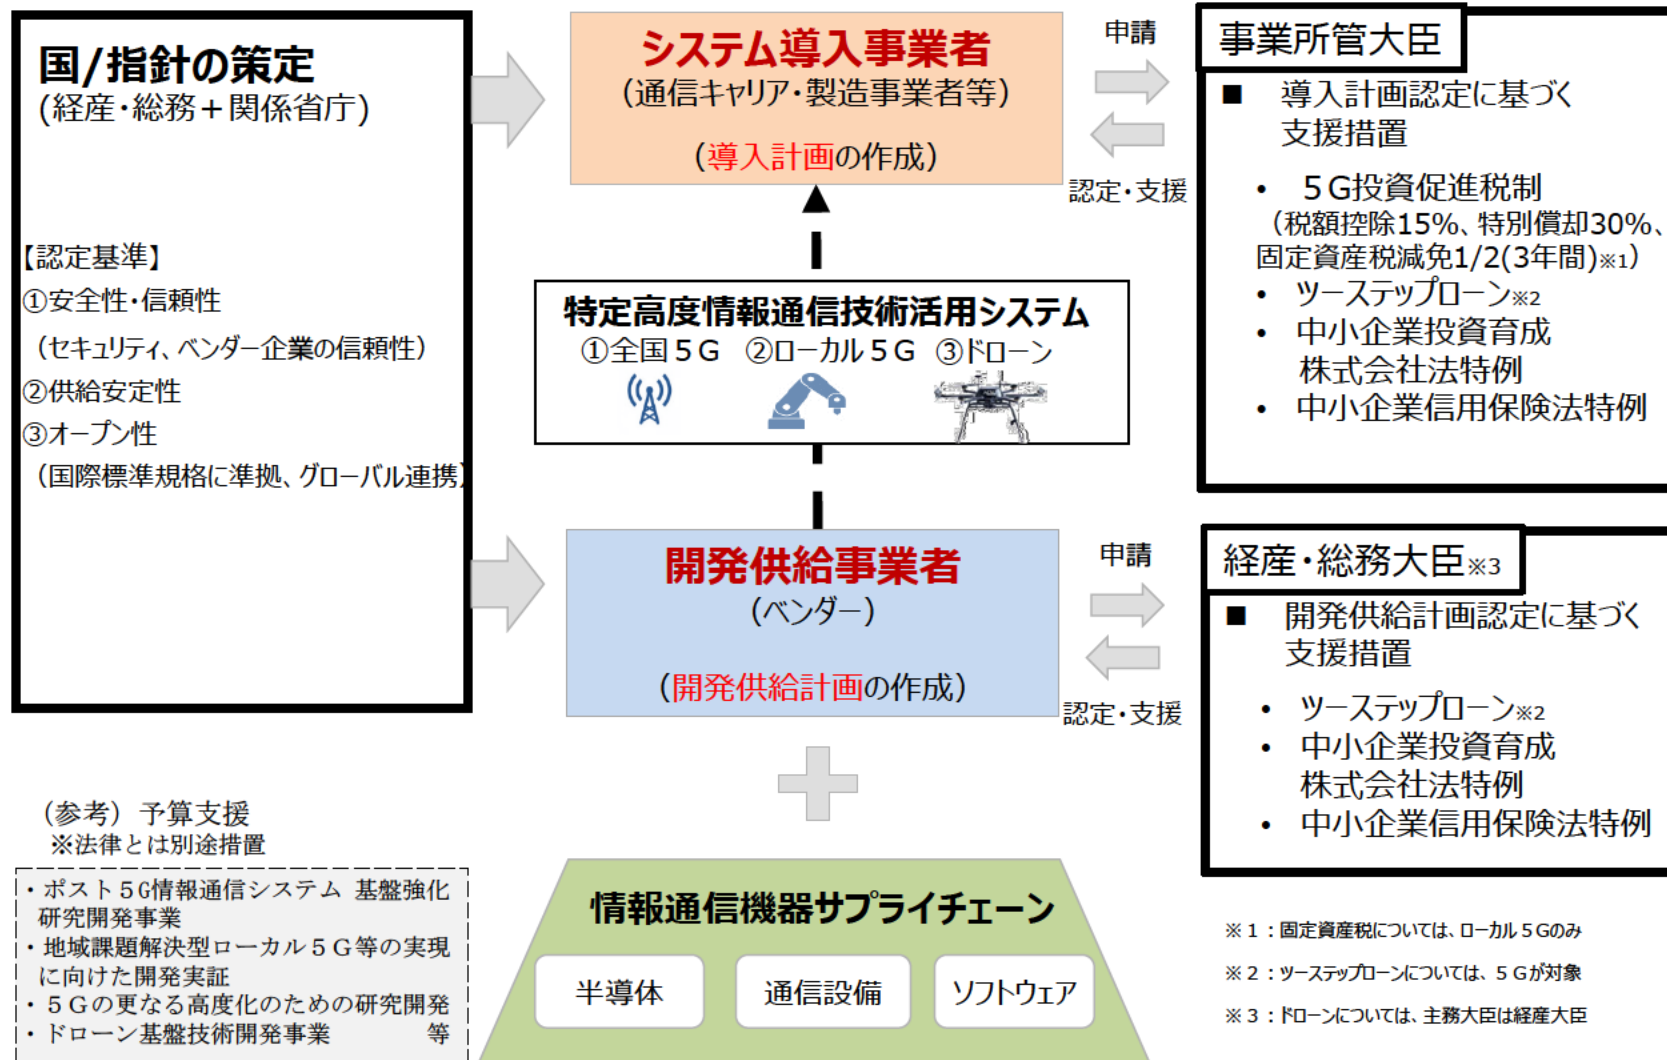 国/指針の策定
(経産・総務＋関係省庁)
【認定基準】
①安全性・信頼性
（セキュリティ、ベンダー企業の信頼性）
②供給安定性
③オープン性
（国際標準規格に準拠、グローバル連携）
システム導入事業者
（通信キャリア・製造事業者等）
（導入計画の作成）
特定高度情報通信技術活用システム
①全国５G　②ローカル５G　③ドローン
開発供給事業者
（ベンダー）
（開発供給計画の作成）
申請
認定・支援
申請
認定・支援
事業所管大臣
■　導入計画認定に基づく
支援措置
• ５G投資促進税制
（税額控除15%、特別償却30%、
固定資産税減免1/2(3年間)※1）
• ツーステップローン※2
• 中小企業投資育成
株式会社法特例
• 中小企業信用保険法特例
経産・総務大臣※3
■　開発供給計画認定に基づく
支援措置
• ツーステップローン※2
• 中小企業投資育成
株式会社法特例
• 中小企業信用保険法特例
（参考）予算支援
※法律とは別途措置
・ポスト５G情報通信システム 基盤強化
研究開発事業
・地域課題解決型ローカル５Ｇ等の実現
に向けた開発実証
・５Ｇの更なる高度化のための研究開発
・ドローン基盤技術開発事業　　　等
情報通信機器サプライチェーン
半導体
通信設備
ソフトウェア
※１：固定資産税については、ローカル５Gのみ
※２：ツーステップローンについては、５Gが対象
※３：ドローンについては、主務大臣は経産大臣